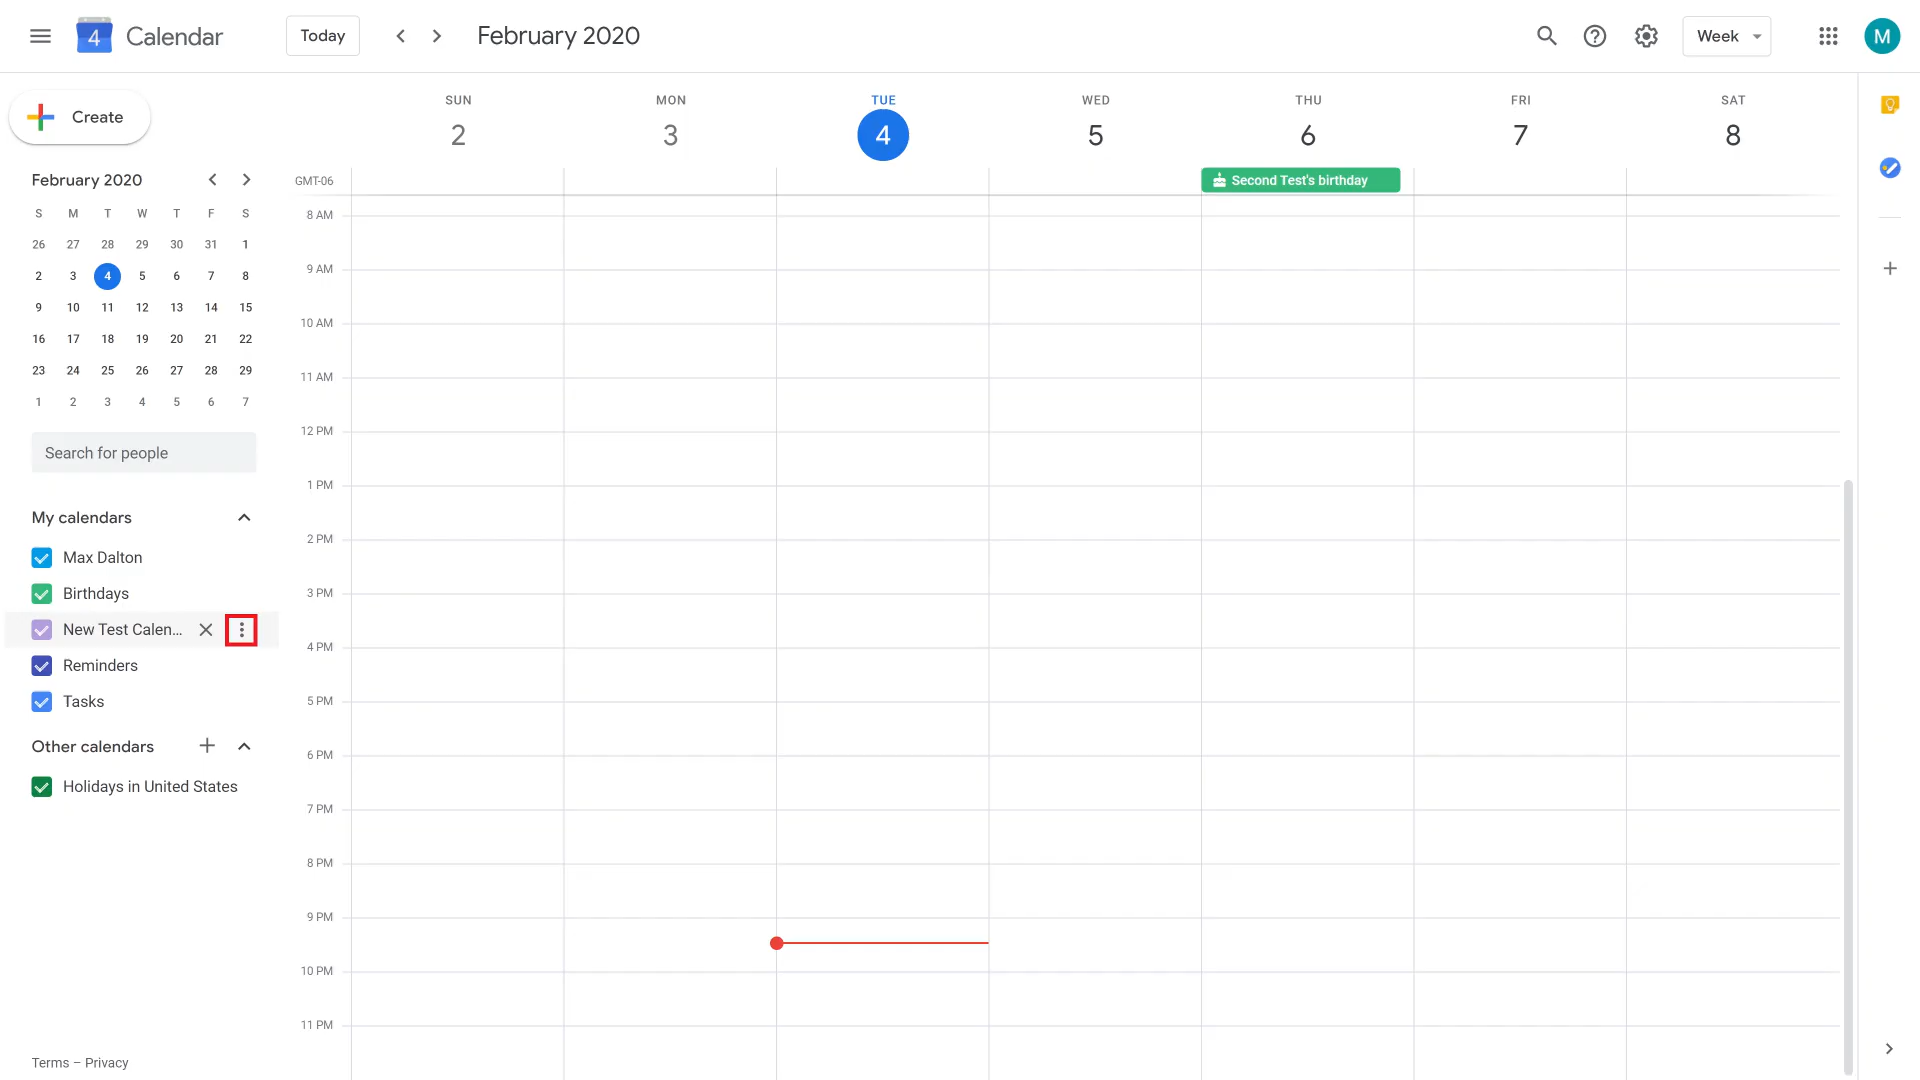 4 Calendar Today February 2020 Week M
Create
SUN MON TUE WED THU FRI SAT
2 3 4 5 6 7 8
GMT-06 Second Test's birthday
February 2020
S M T W T F S
26 27 28 29 30 31 1
2 3 4 5 6 7 8
9 10 11 12 13 14 15
16 17 18 19 20 21 22
23 24 25 26 27 28 29
1 2 3 4 5 6 7
Search for people
My calendars
Max Dalton
Birthdays
New Test Calen...
Reminders
Tasks
Other calendars
Holidays in United States
Terms – Privacy
8 AM
9 AM
10 AM
11 AM
12 PM
1 PM
2 PM
3 PM
4 PM
5 PM
6 PM
7 PM
8 PM
9 PM
10 PM
11 PM